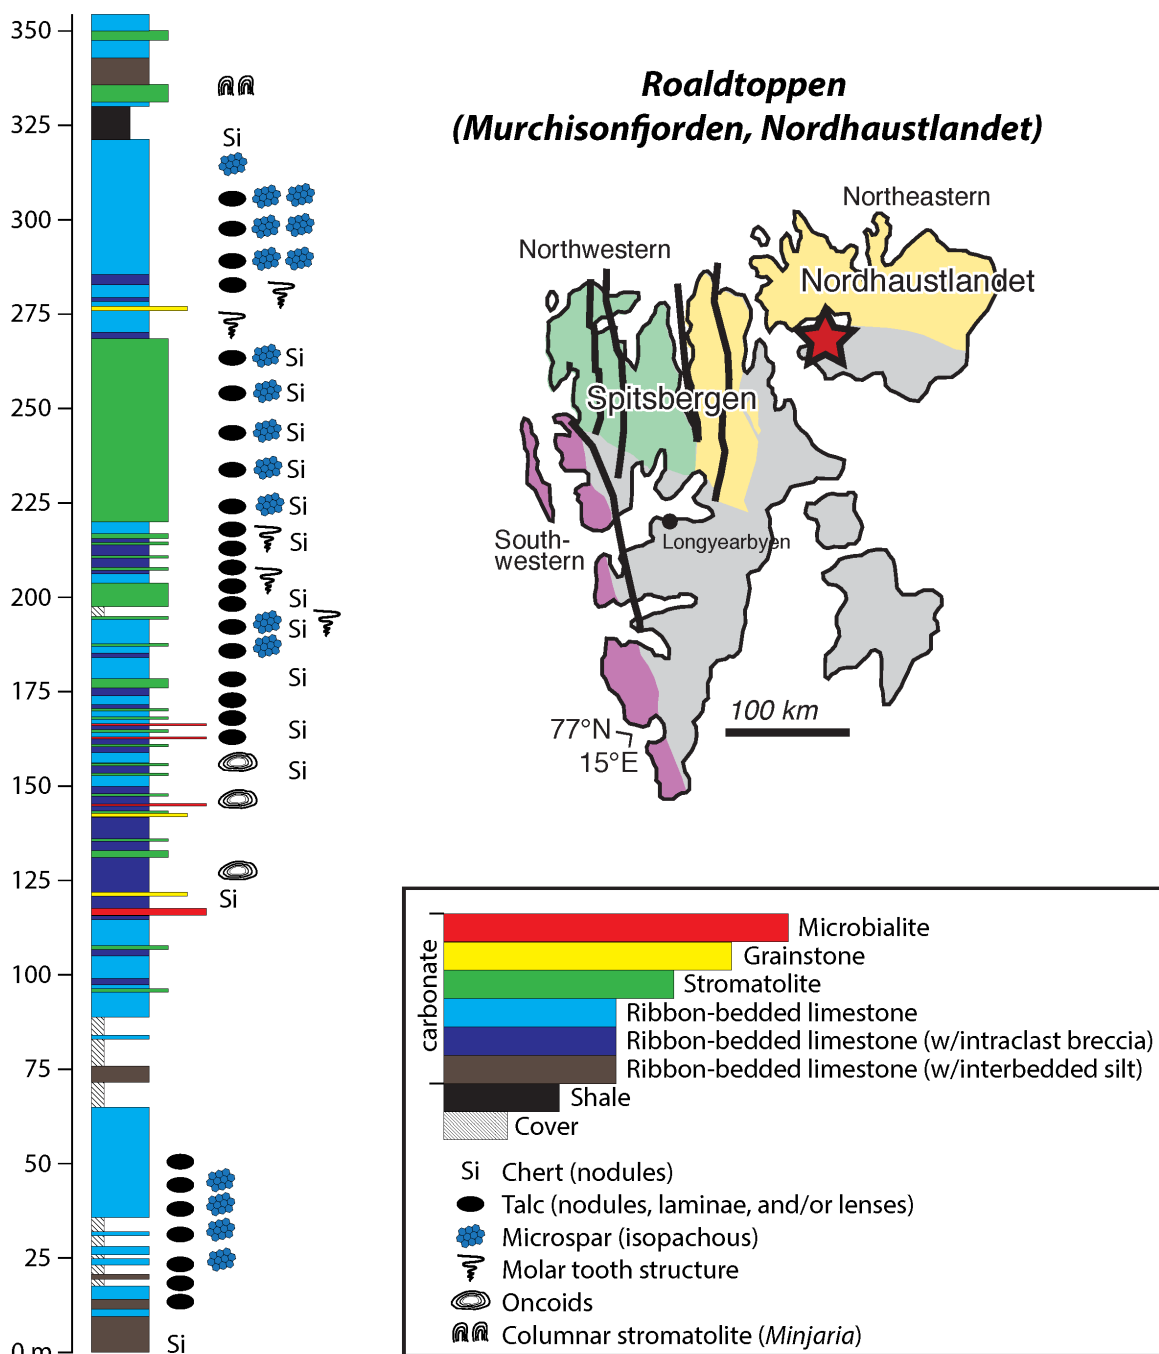 350
325
300
275
250
225
200
175
150
125
100
75
50
25
0 m
Si
Si
Si
Si
Si
Si
Si
Si
Si
Si
Si
Si
Si
Si
Roaldtoppen
(Murchisonfjorden, Nordhaustlandet)
Northeastern
Northwestern
Nordhaustlandet
Spitsbergen
South-
western
Longyearbyen
100 km
77°N
15°E
carbonate
Microbialite
Grainstone
Stromatolite
Ribbon-bedded limestone
Ribbon-bedded limestone (w/intraclast breccia)
Ribbon-bedded limestone (w/interbedded silt)
Shale
Cover
Si Chert (nodules)
Talc (nodules, laminae, and/or lenses)
Microspar (isopachous)
Molar tooth structure
Oncoids
Columnar stromatolite (Minjaria)